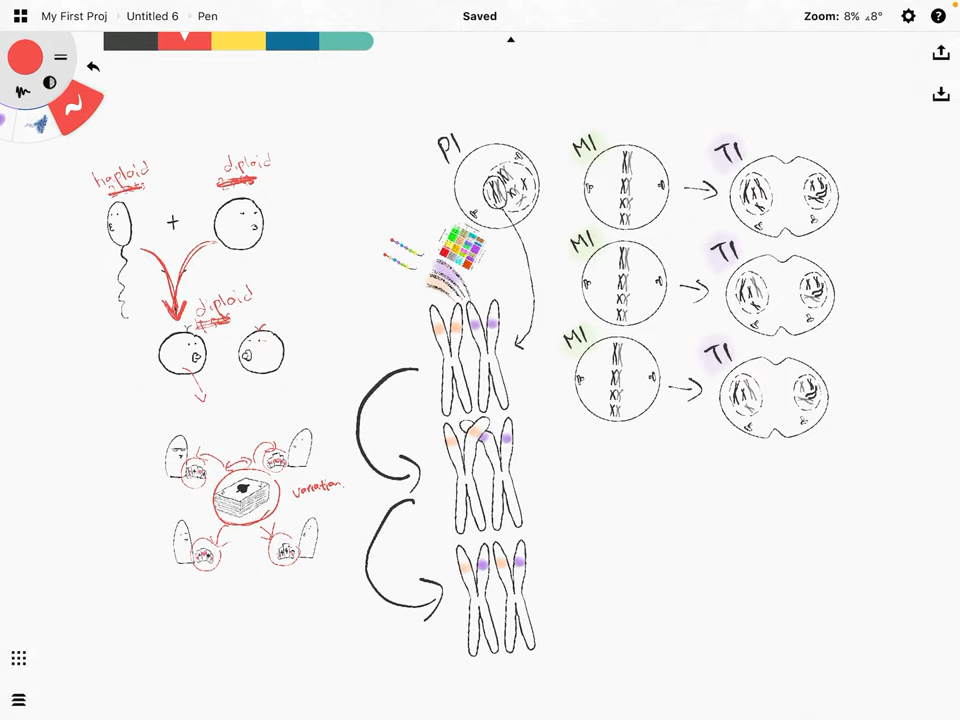 My First Proj
Untitled 6
Pen
Saved
Zoom: 8% ⦟8°
haploid
diploid
+
diploid
variation.
PI
MI
TI
MI
TI
MI
TI